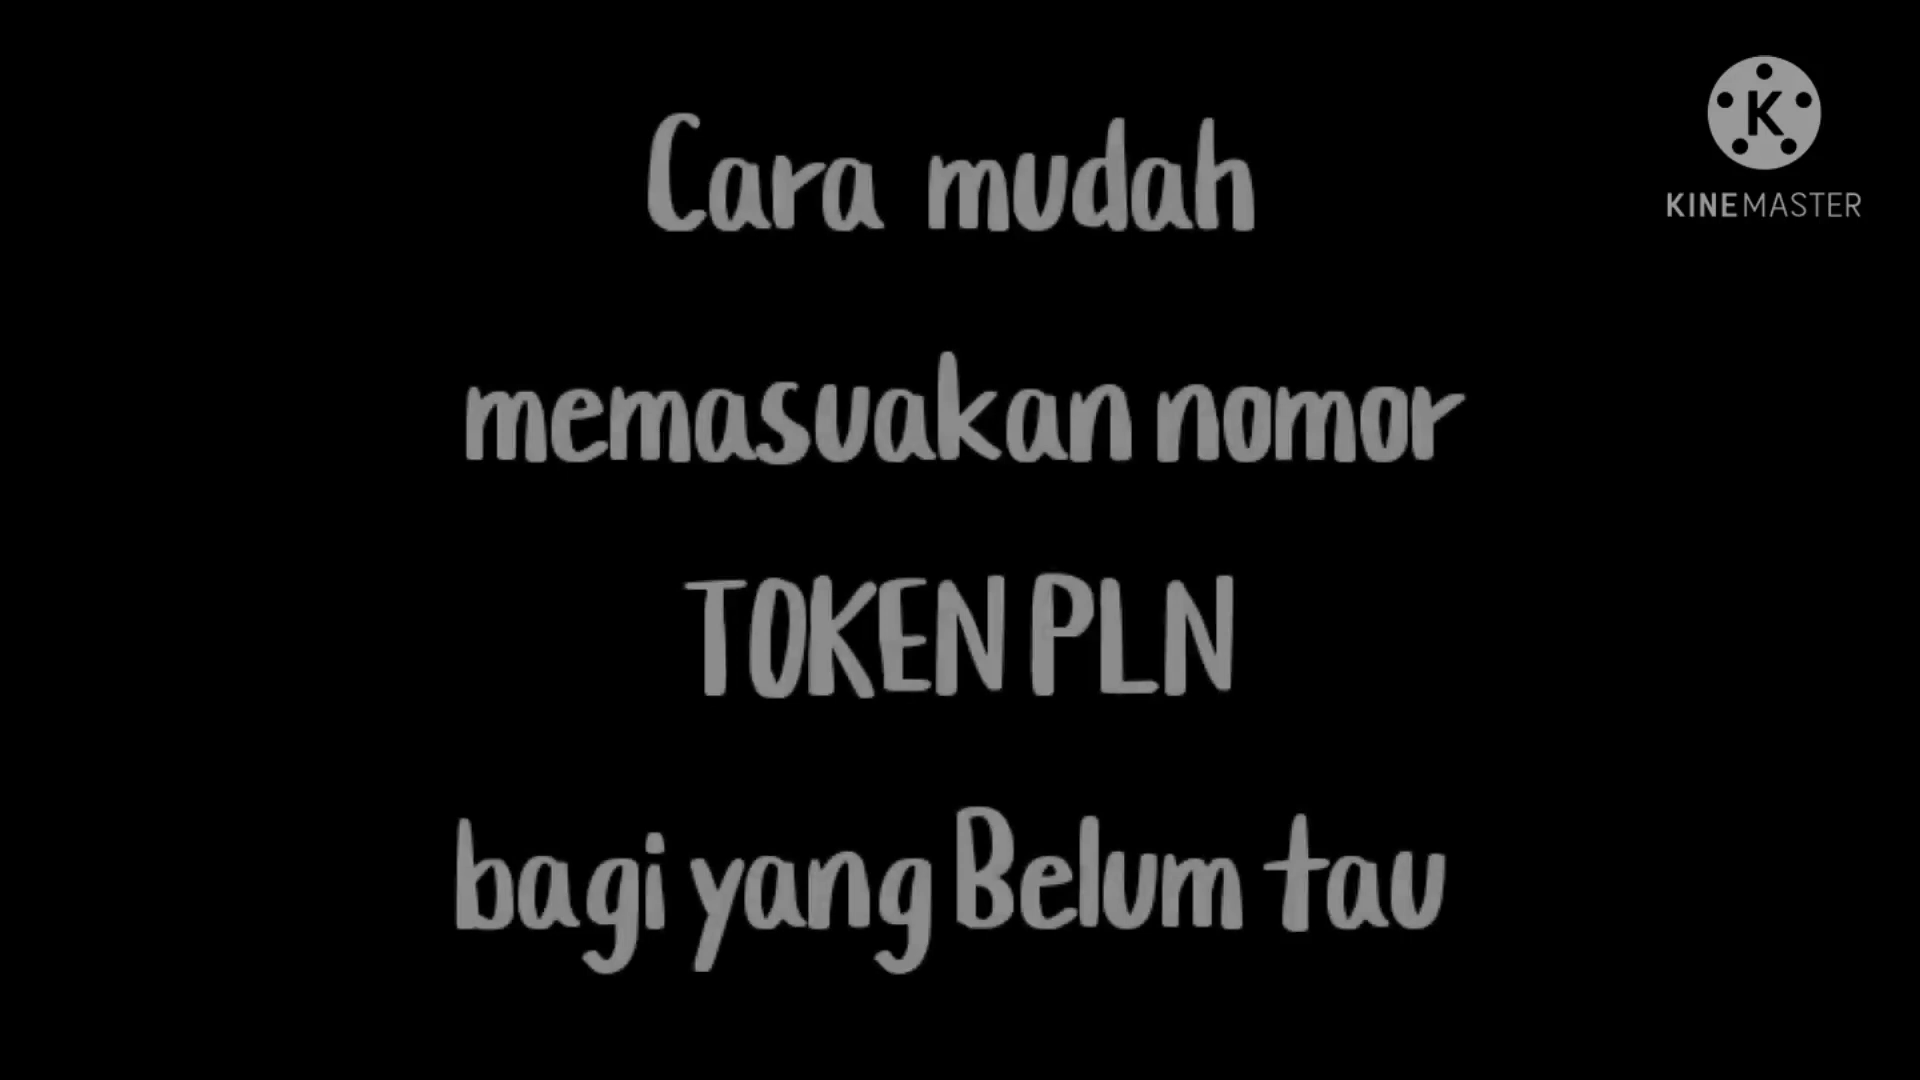 Cara mudah
memasuakan nomor
TOKEN PLN
bagi yang Belum tau
K
KINEMASTER